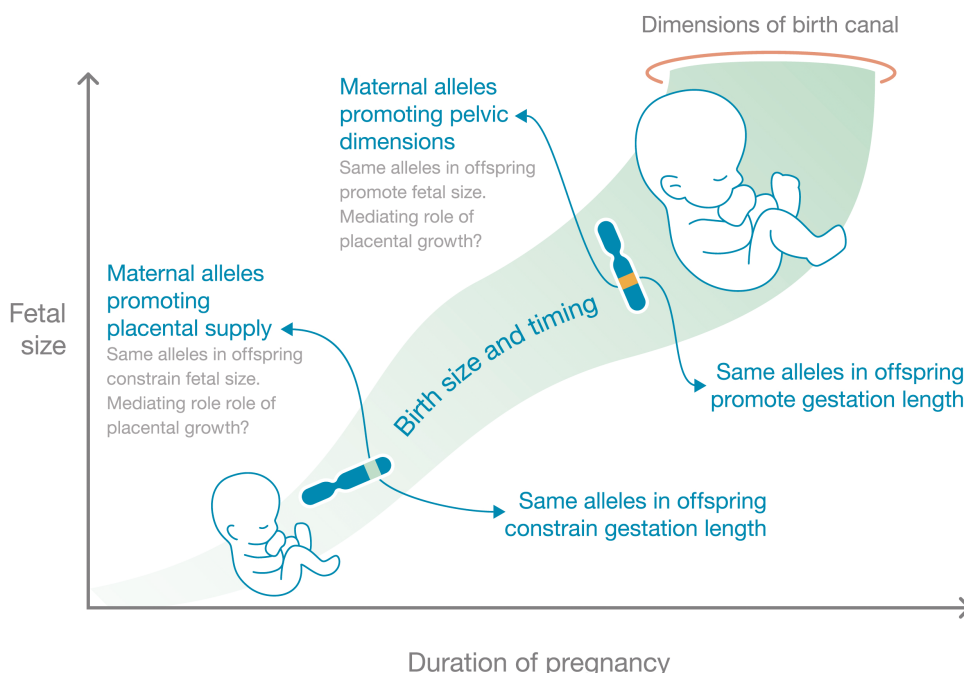 Dimensions of birth canal
Maternal alleles
promoting pelvic
dimensions
Same alleles in offspring
promote fetal size.
Mediating role of
placental growth?
Maternal alleles
promoting
placental supply
Same alleles in offspring
constrain fetal size.
Mediating role role of
placental growth?
Fetal
size
Birth size and timing
Same alleles in offspring
promote gestation length
Same alleles in offspring
constrain gestation length
Duration of pregnancy